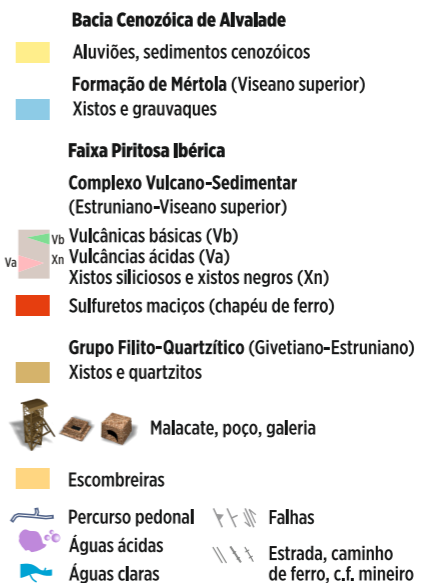 Bacia Cenozóica de Alvalade
Aluviões, sedimentos cenozóicos
Formação de Mértola (Viseano superior)
Xistos e grauvaques
Faixa Piritosa Ibérica
Complexo Vulcano-Sedimentar
(Estruniano-Viseano superior)
Vb Vulcânicas básicas (Vb)
Va Xn Vulcâncias ácidas (Va)
Xistos siliciosos e xistos negros (Xn)
Sulfuretos maciços (chapéu de ferro)
Grupo Filito-Quartzítico (Givetiano-Estruniano)
Xistos e quartzitos
Malacate, poço, galeria
Escombreiras
Percurso pedonal Falhas
Águas ácidas
Estrada, caminho
Águas claras de ferro, c.f. mineiro